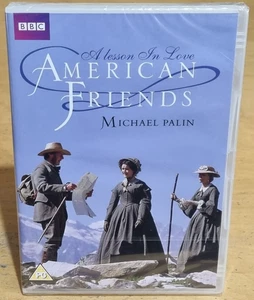 BBC
A Lesson In Love
AMERICAN
FRIENDS
MICHAEL PALIN
PG